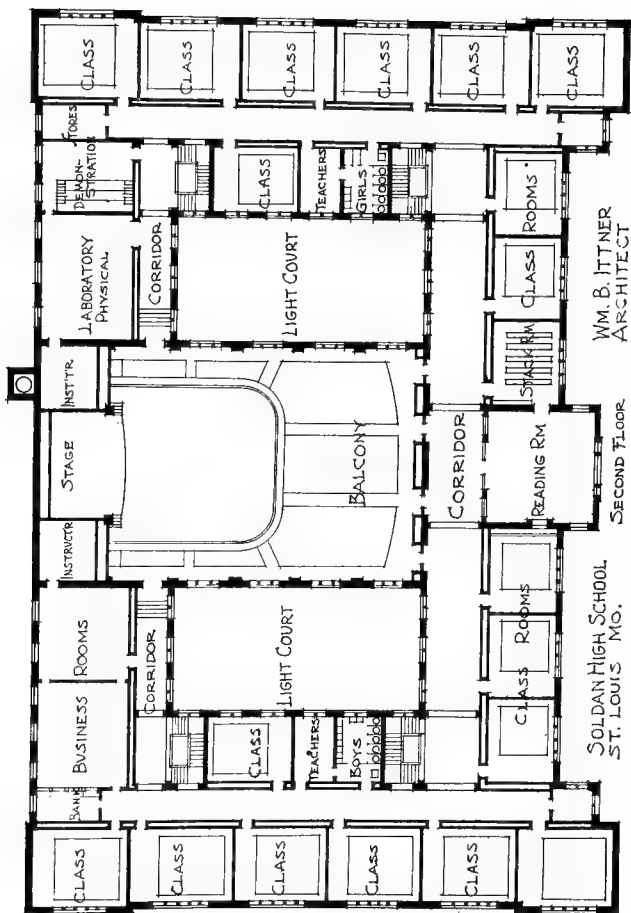 CLASS
BANK
BUSINESS ROOMS
INSTRUCTR
STAGE
INST'TR
LABORATORY
PHYSICAL
DEMON-
STRATION
STORES
CLASS
CLASS
CORRIDOR
CORRIDOR
CLASS
CLASS
CLASS
LIGHT COURT
LIGHT COURT
CLASS
CLASS
TEACHERS
TEACHERS
CLASS
BOYS
BALCONY
GIRLS
CLASS
CLASS
CORRIDOR
CLASS
CLASS ROOMS
READING RM
STACK RM
CLASS ROOMS
CLASS
SOLDAN HIGH SCHOOL
ST. LOUIS MO.
SECOND FLOOR
WM. B. ITTNER
ARCHITECT